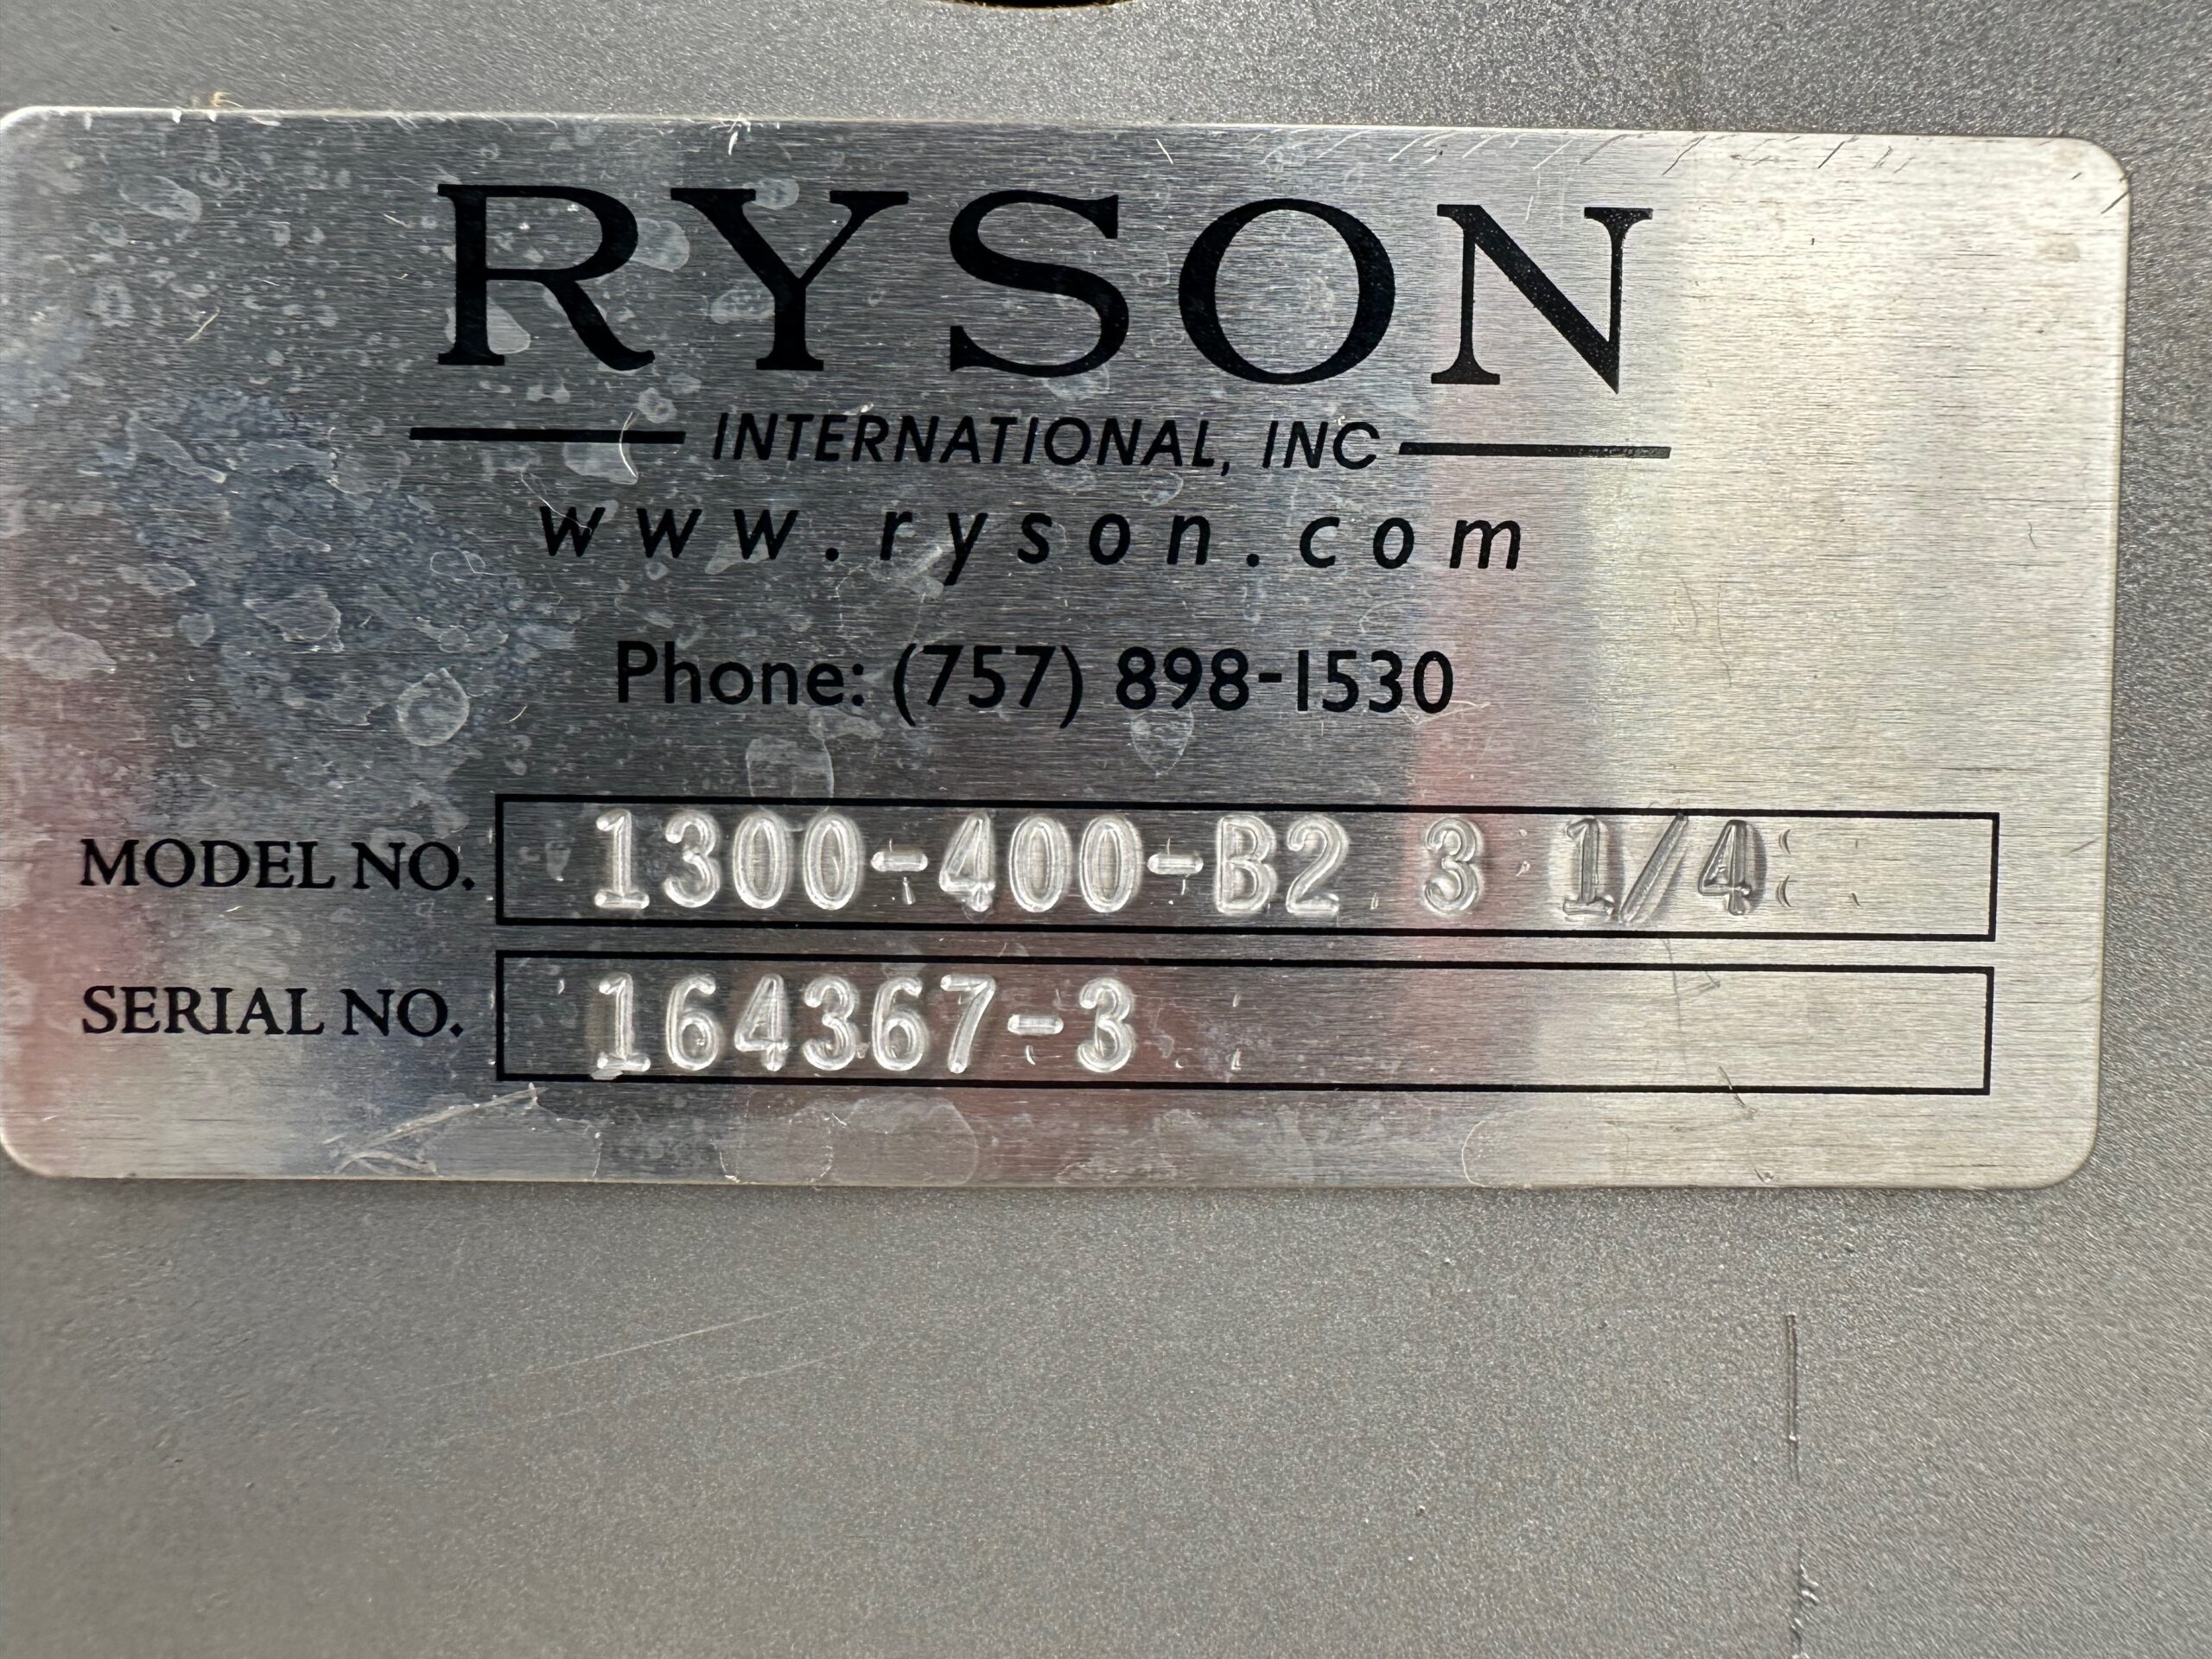 RYSON
INTERNATIONAL, INC
www.ryson.com
Phone: (757) 898-1530
MODEL NO. 1300-400-B2 3 1/4
SERIAL NO. 164367-3